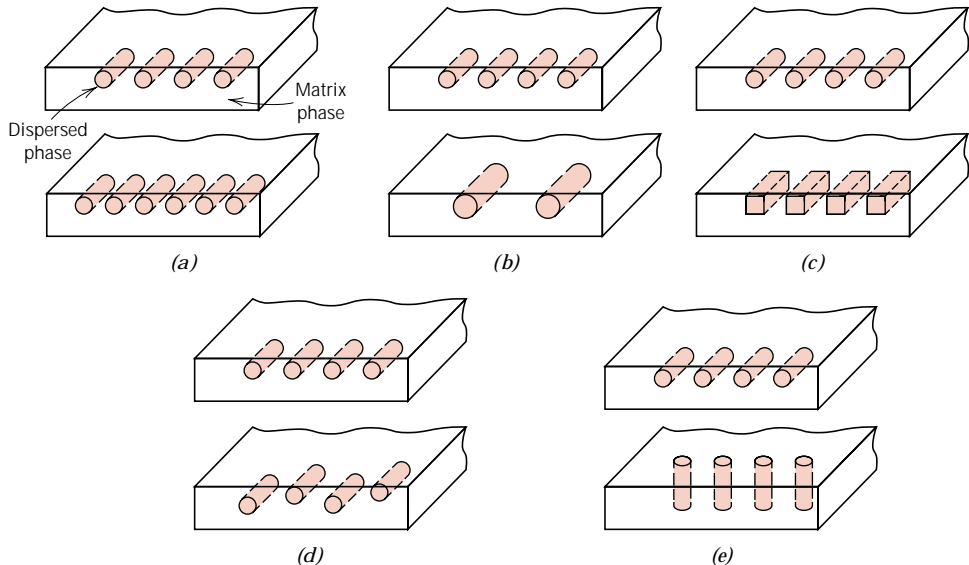 Matrix
phase
Dispersed
phase
(a)
(b)
(c)
(d)
(e)